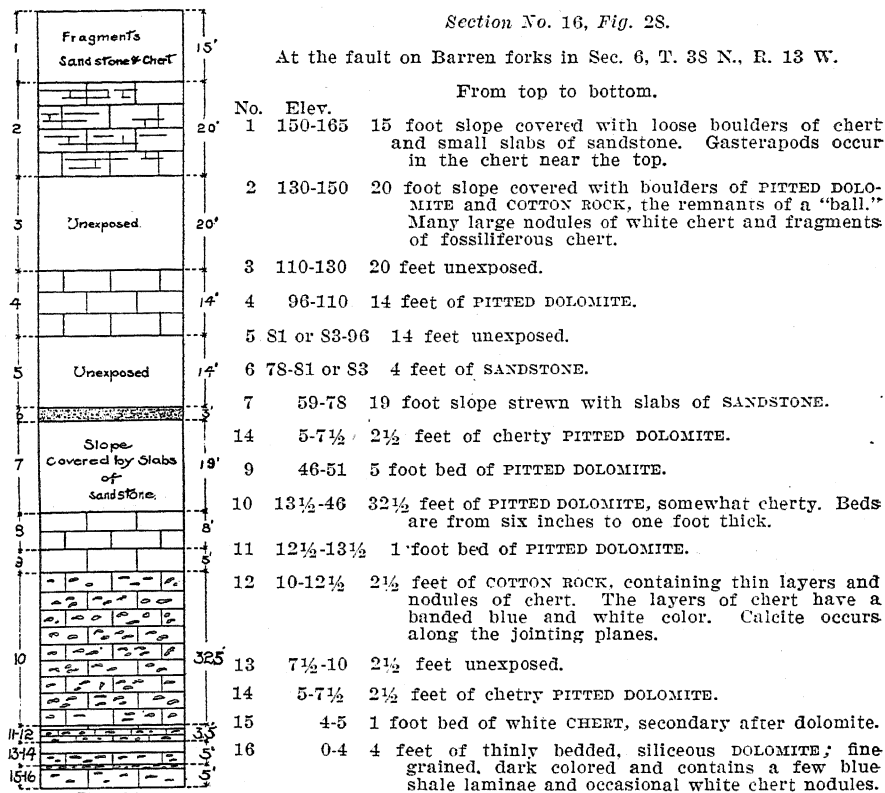 1 Fragments 15'
Sandstone & Chert
2 20'
3 Unexposed. 20'
4 14'
5 Unexposed 14'
6 3'
Slope
7 Covered by Slabs 19'
of
sandstone.
8 8'
9 5'
10 32.5'
11-12 3.5'
13-14 5'
15-16 5'
Section No. 16, Fig. 28.
At the fault on Barren forks in Sec. 6, T. 38 N., R. 13 W.
From top to bottom.
No. Elev.
1 150-165 15 foot slope covered with loose boulders of chert
and small slabs of sandstone. Gasterapods occur
in the chert near the top.
2 130-150 20 foot slope covered with boulders of PITTED DOLO-
MITE and COTTON ROCK, the remnants of a "ball."
Many large nodules of white chert and fragments
of fossiliferous chert.
3 110-130 20 feet unexposed.
4 96-110 14 feet of PITTED DOLOMITE.
5 81 or 83-96 14 feet unexposed.
6 78-81 or 83 4 feet of SANDSTONE.
7 59-78 19 foot slope strewn with slabs of SANDSTONE.
14 5-7½ 2½ feet of cherty PITTED DOLOMITE.
9 46-51 5 foot bed of PITTED DOLOMITE.
10 13½-46 32½ feet of PITTED DOLOMITE, somewhat cherty. Beds
are from six inches to one foot thick.
11 12½-13½ 1 foot bed of PITTED DOLOMITE.
12 10-12½ 2½ feet of COTTON ROCK, containing thin layers and
nodules of chert. The layers of chert have a
banded blue and white color. Calcite occurs
along the jointing planes.
13 7½-10 2½ feet unexposed.
14 5-7½ 2½ feet of chetry PITTED DOLOMITE.
15 4-5 1 foot bed of white CHERT, secondary after dolomite.
16 0-4 4 feet of thinly bedded, siliceous DOLOMITE; fine
grained, dark colored and contains a few blue
shale laminae and occasional white chert nodules.